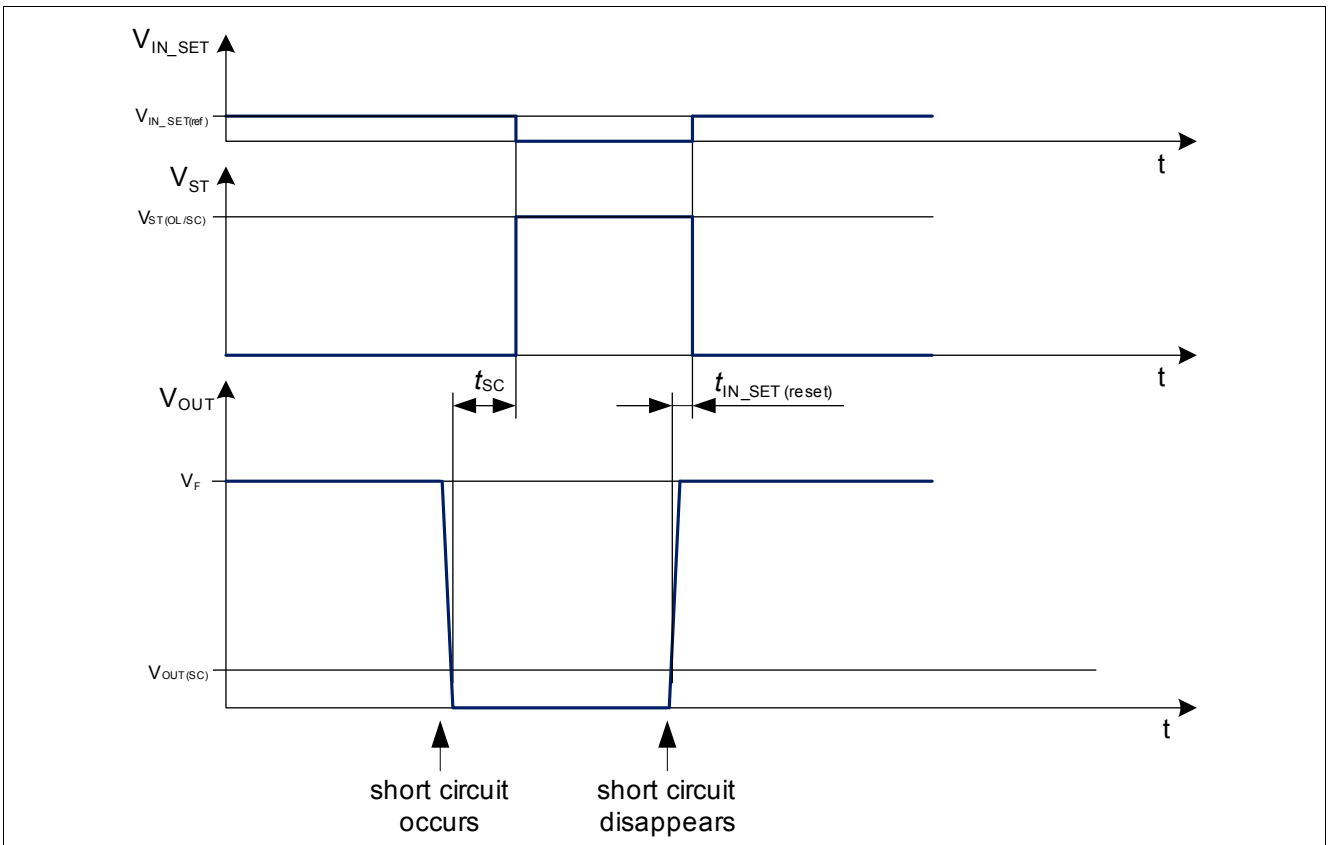 V_IN_SET
V_IN_SET(ref)
t
V_ST
V_ST(OL/SC)
t
t_SC
t_IN_SET (reset)
V_OUT
V_F
V_OUT(SC)
t
short circuit
occurs
short circuit
disappears